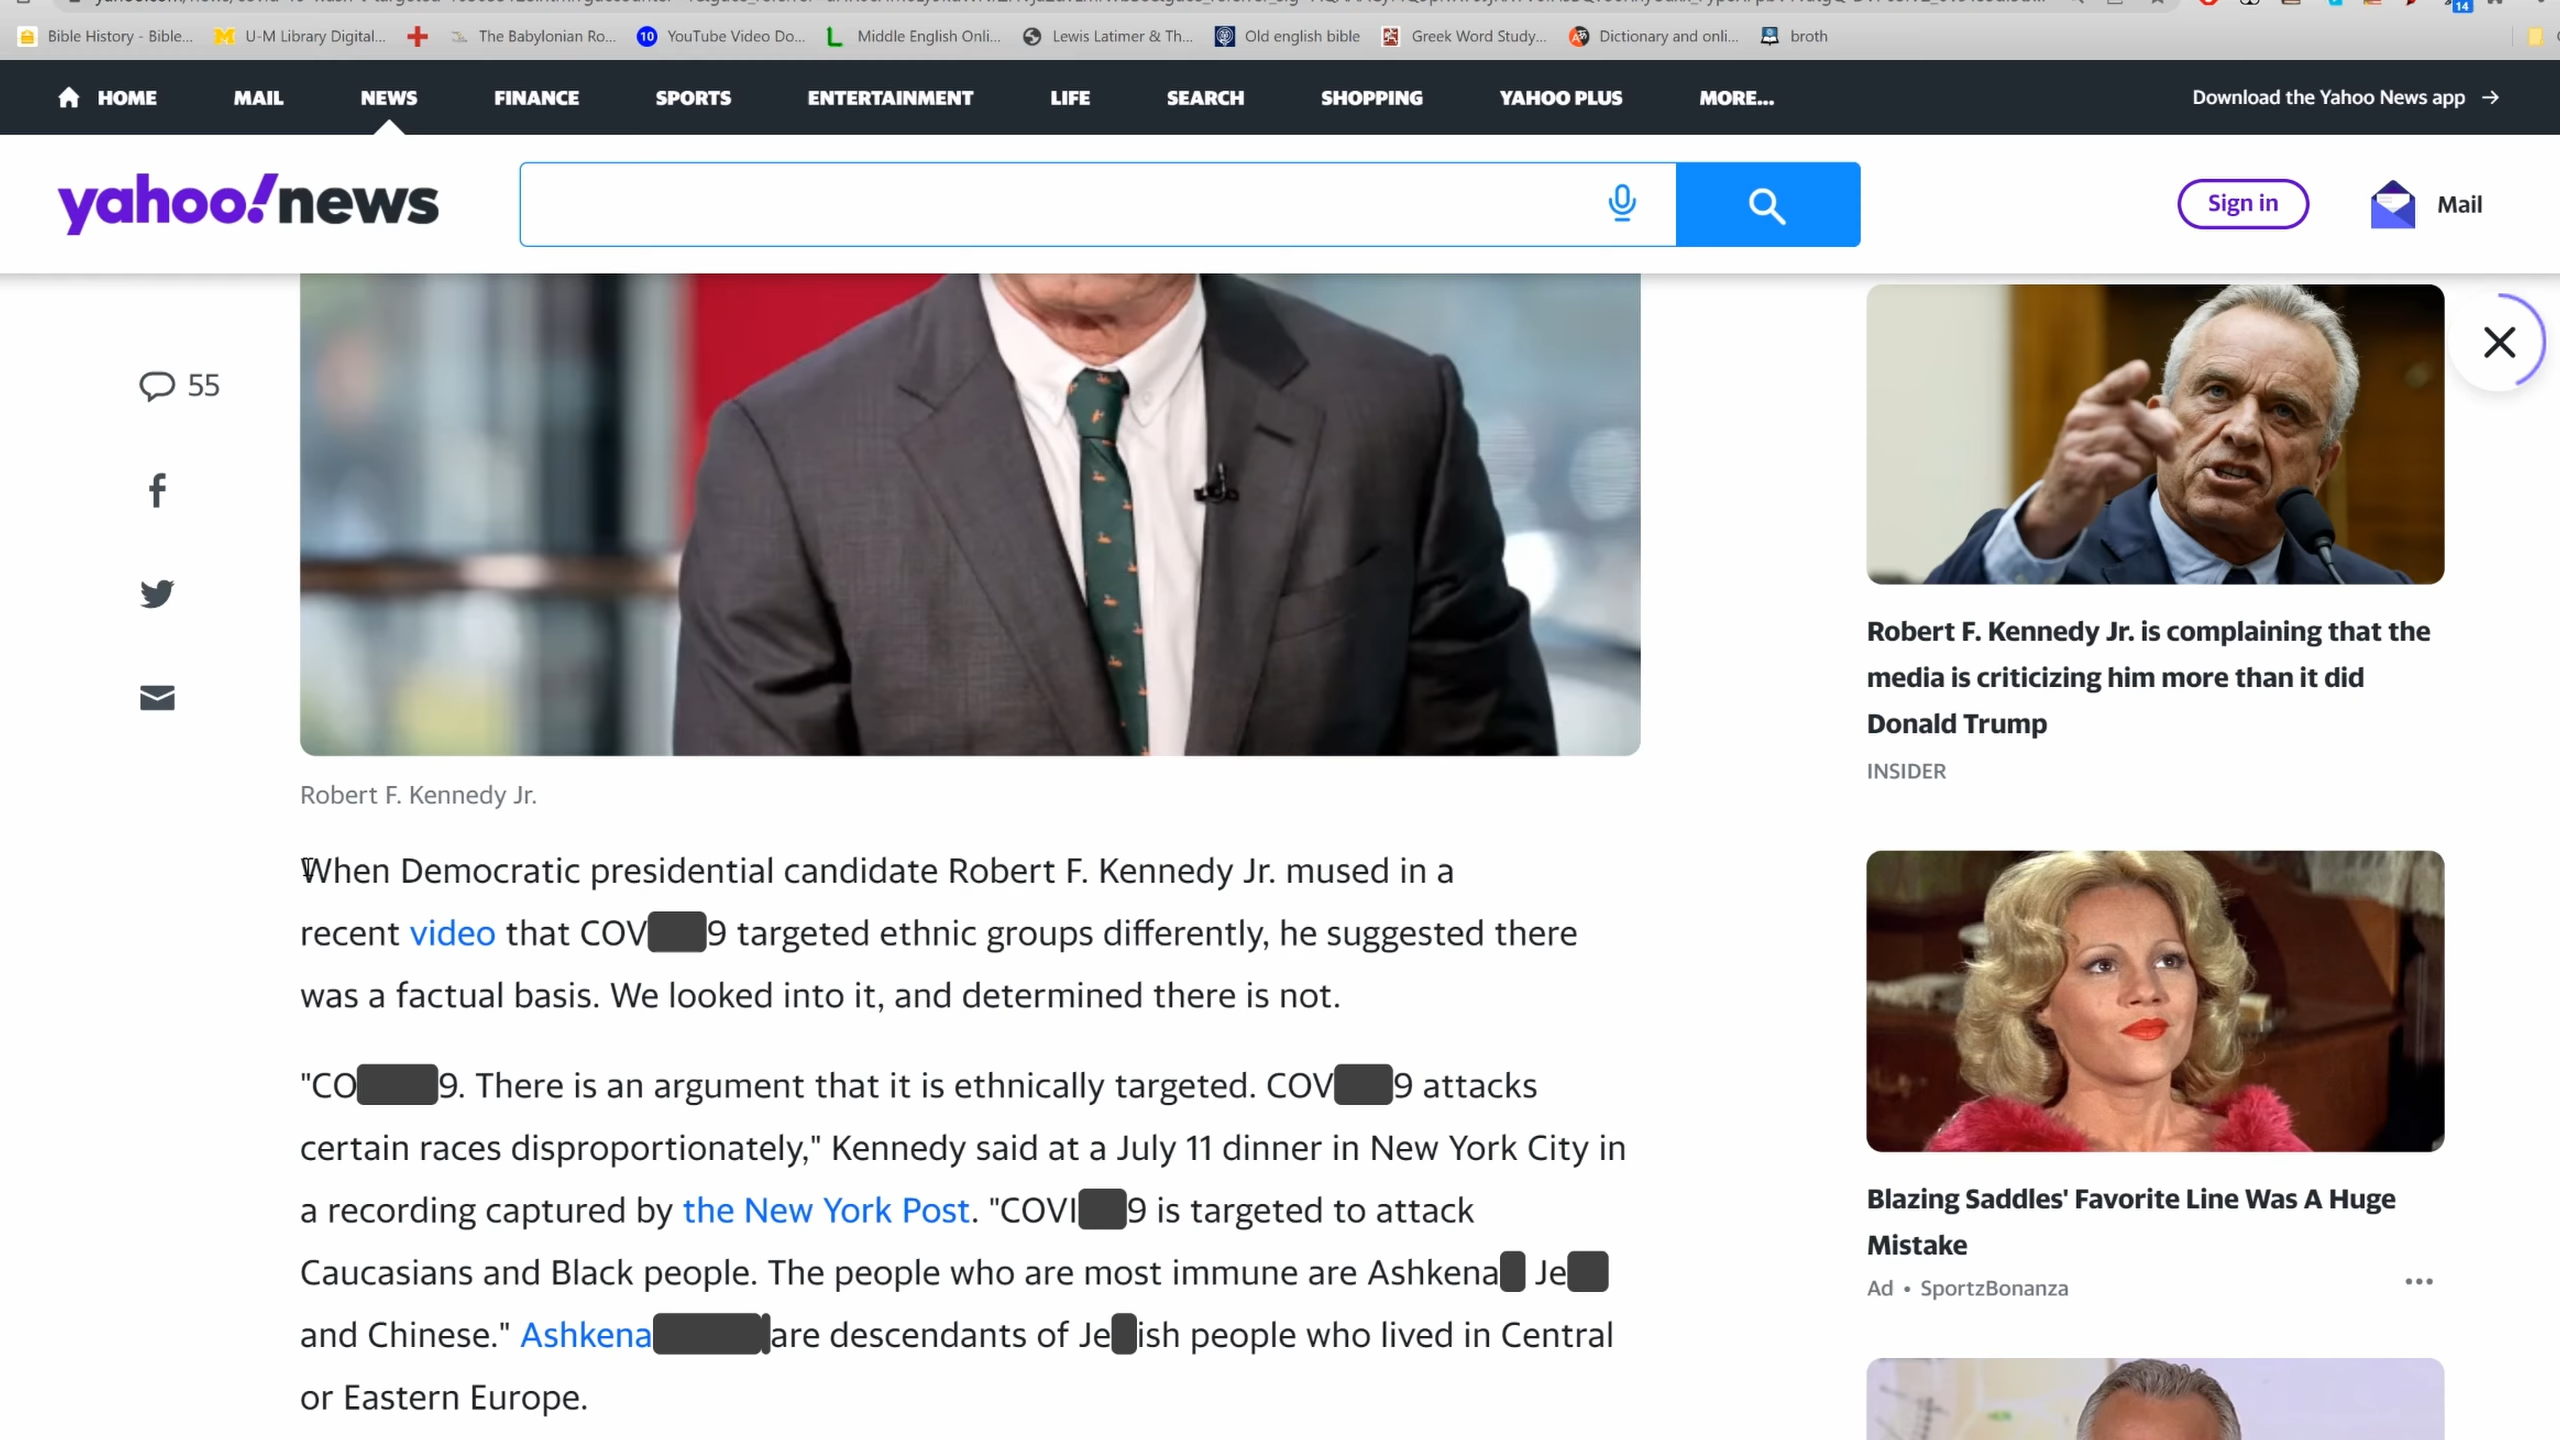 Bible History - Bible...
U-M Library Digital...
The Babylonian Ro...
10 YouTube Video Do...
Middle English Onli...
Lewis Latimer & Th...
Old english bible
Greek Word Study...
Dictionary and onli...
broth
14
HOME MAIL NEWS FINANCE SPORTS ENTERTAINMENT LIFE SEARCH SHOPPING YAHOO PLUS MORE... Download the Yahoo News app →
yahoo!news
Sign in Mail
55
Robert F. Kennedy Jr.
When Democratic presidential candidate Robert F. Kennedy Jr. mused in a
recent video that COV 9 targeted ethnic groups differently, he suggested there
was a factual basis. We looked into it, and determined there is not.
"CO 9. There is an argument that it is ethnically targeted. COV 9 attacks
certain races disproportionately," Kennedy said at a July 11 dinner in New York City in
a recording captured by the New York Post. "COVI 9 is targeted to attack
Caucasians and Black people. The people who are most immune are Ashkena Je
and Chinese." Ashkena are descendants of Je ish people who lived in Central
or Eastern Europe.
Robert F. Kennedy Jr. is complaining that the
media is criticizing him more than it did
Donald Trump
INSIDER
Blazing Saddles' Favorite Line Was A Huge
Mistake
Ad • SportzBonanza